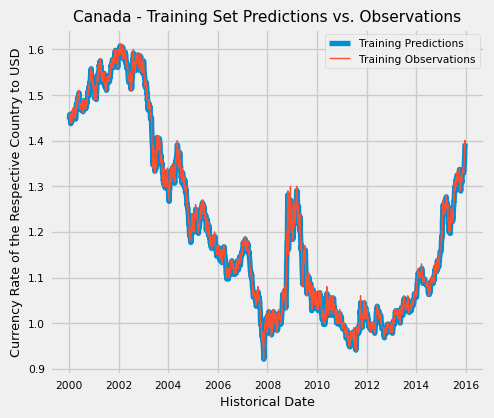 Canada - Training Set Predictions vs. Observations
Training Predictions
Training Observations
Currency Rate of the Respective Country to USD
1.6
1.5
1.4
1.3
1.2
1.1
1.0
0.9
2000 2002 2004 2006 2008 2010 2012 2014 2016
Historical Date